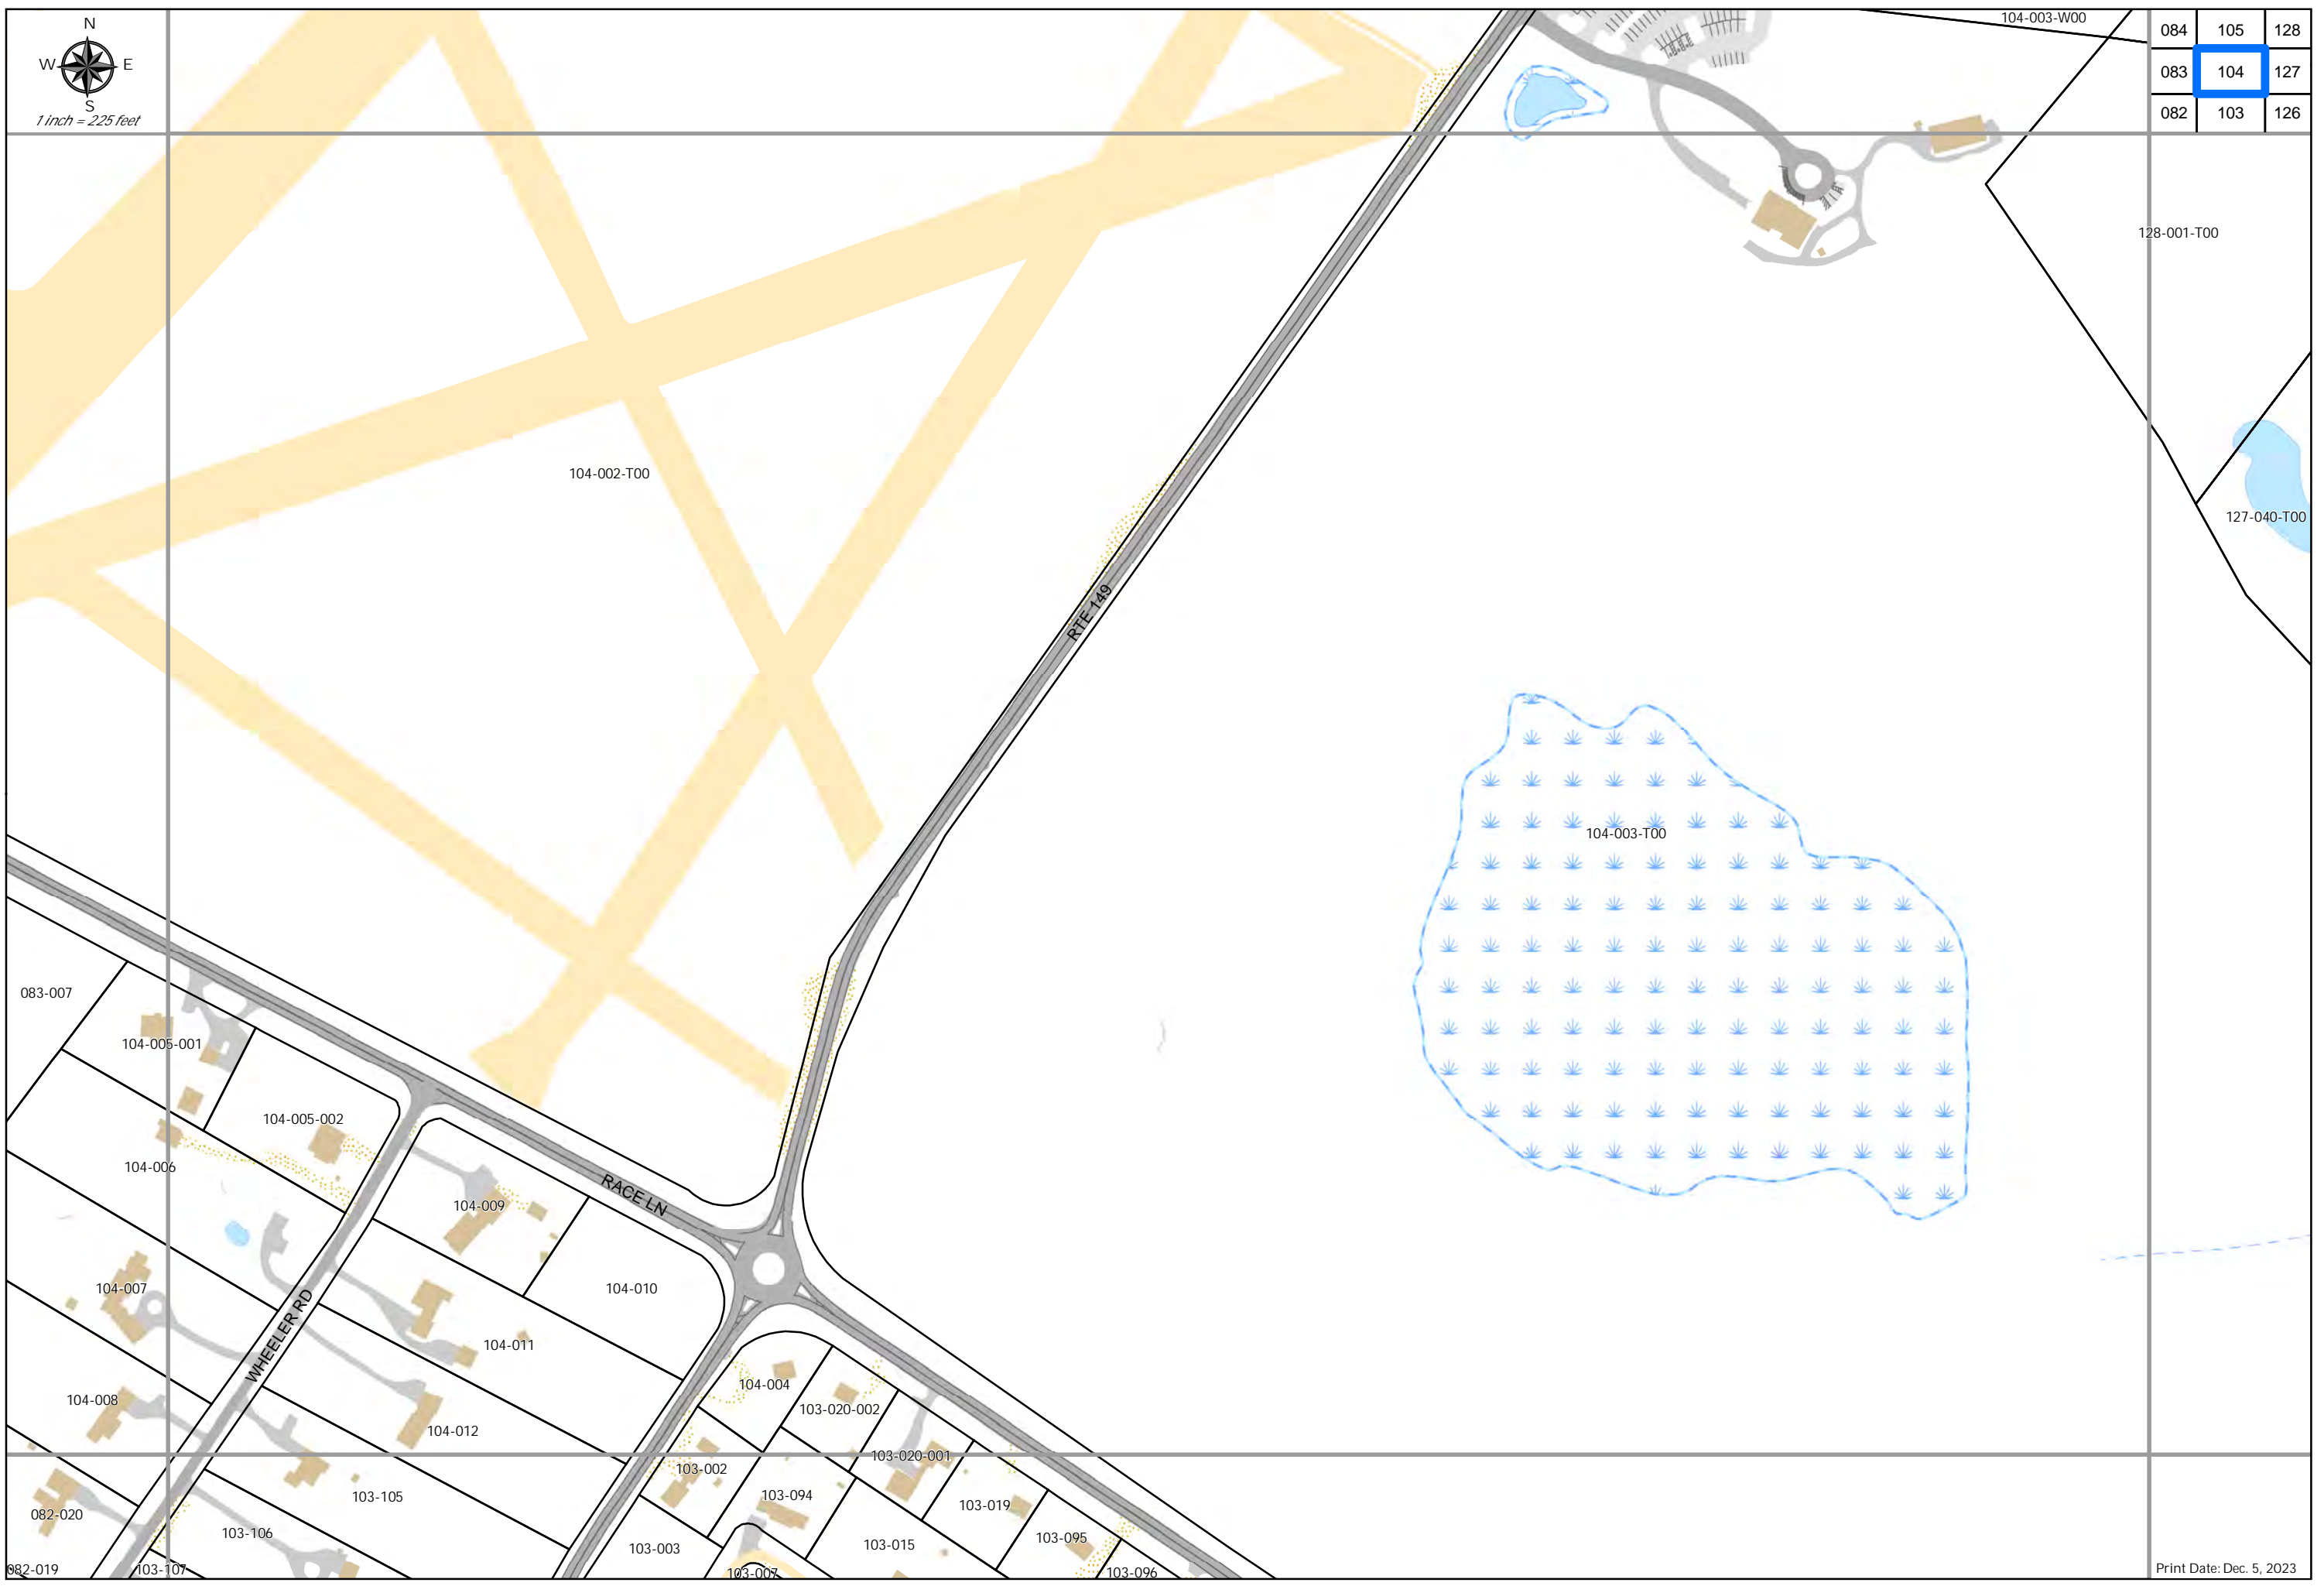 N
W E
S
1 inch = 225 feet
104-003-W00
084 105 128
083 104 127
082 103 126
128-001-T00
104-002-T00
127-040-T00
RTE 149
104-003-T00
083-007
104-005-001
104-005-002
104-006
RACE LN
104-009
104-007
104-010
WHEELER RD
104-011
104-004
104-008
103-020-002
104-012
103-020-001
103-002
103-105
103-094
103-019
082-020
103-106
103-095
103-015
103-003
082-019
103-107
103-007
103-096
Print Date: Dec. 5, 2023